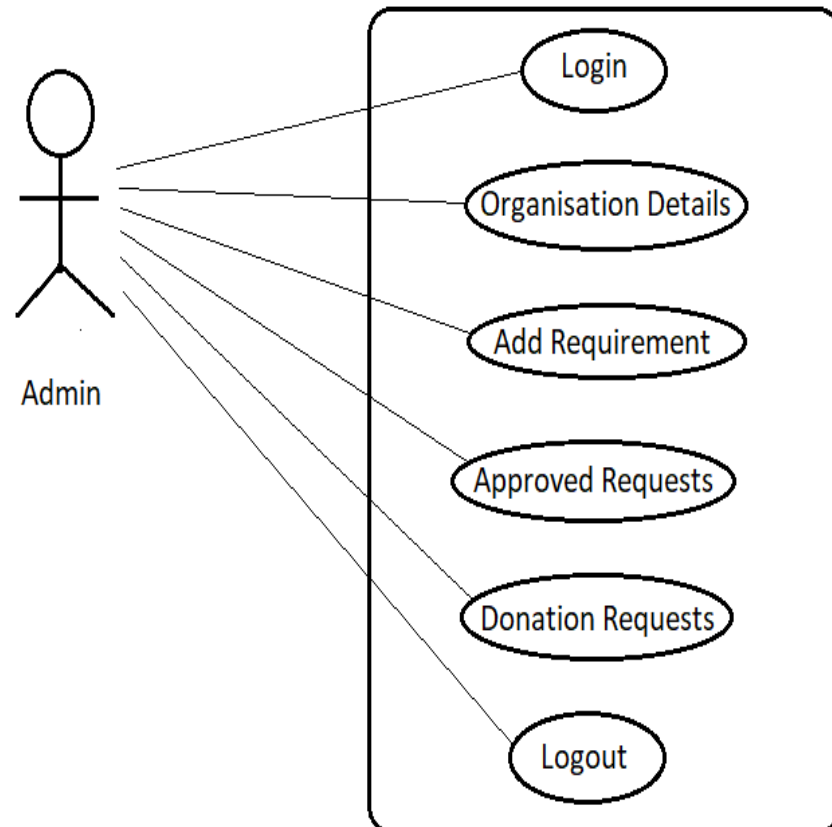 Login
Organisation Details
Add Requirement
Admin
Approved Requests
Donation Requests
Logout